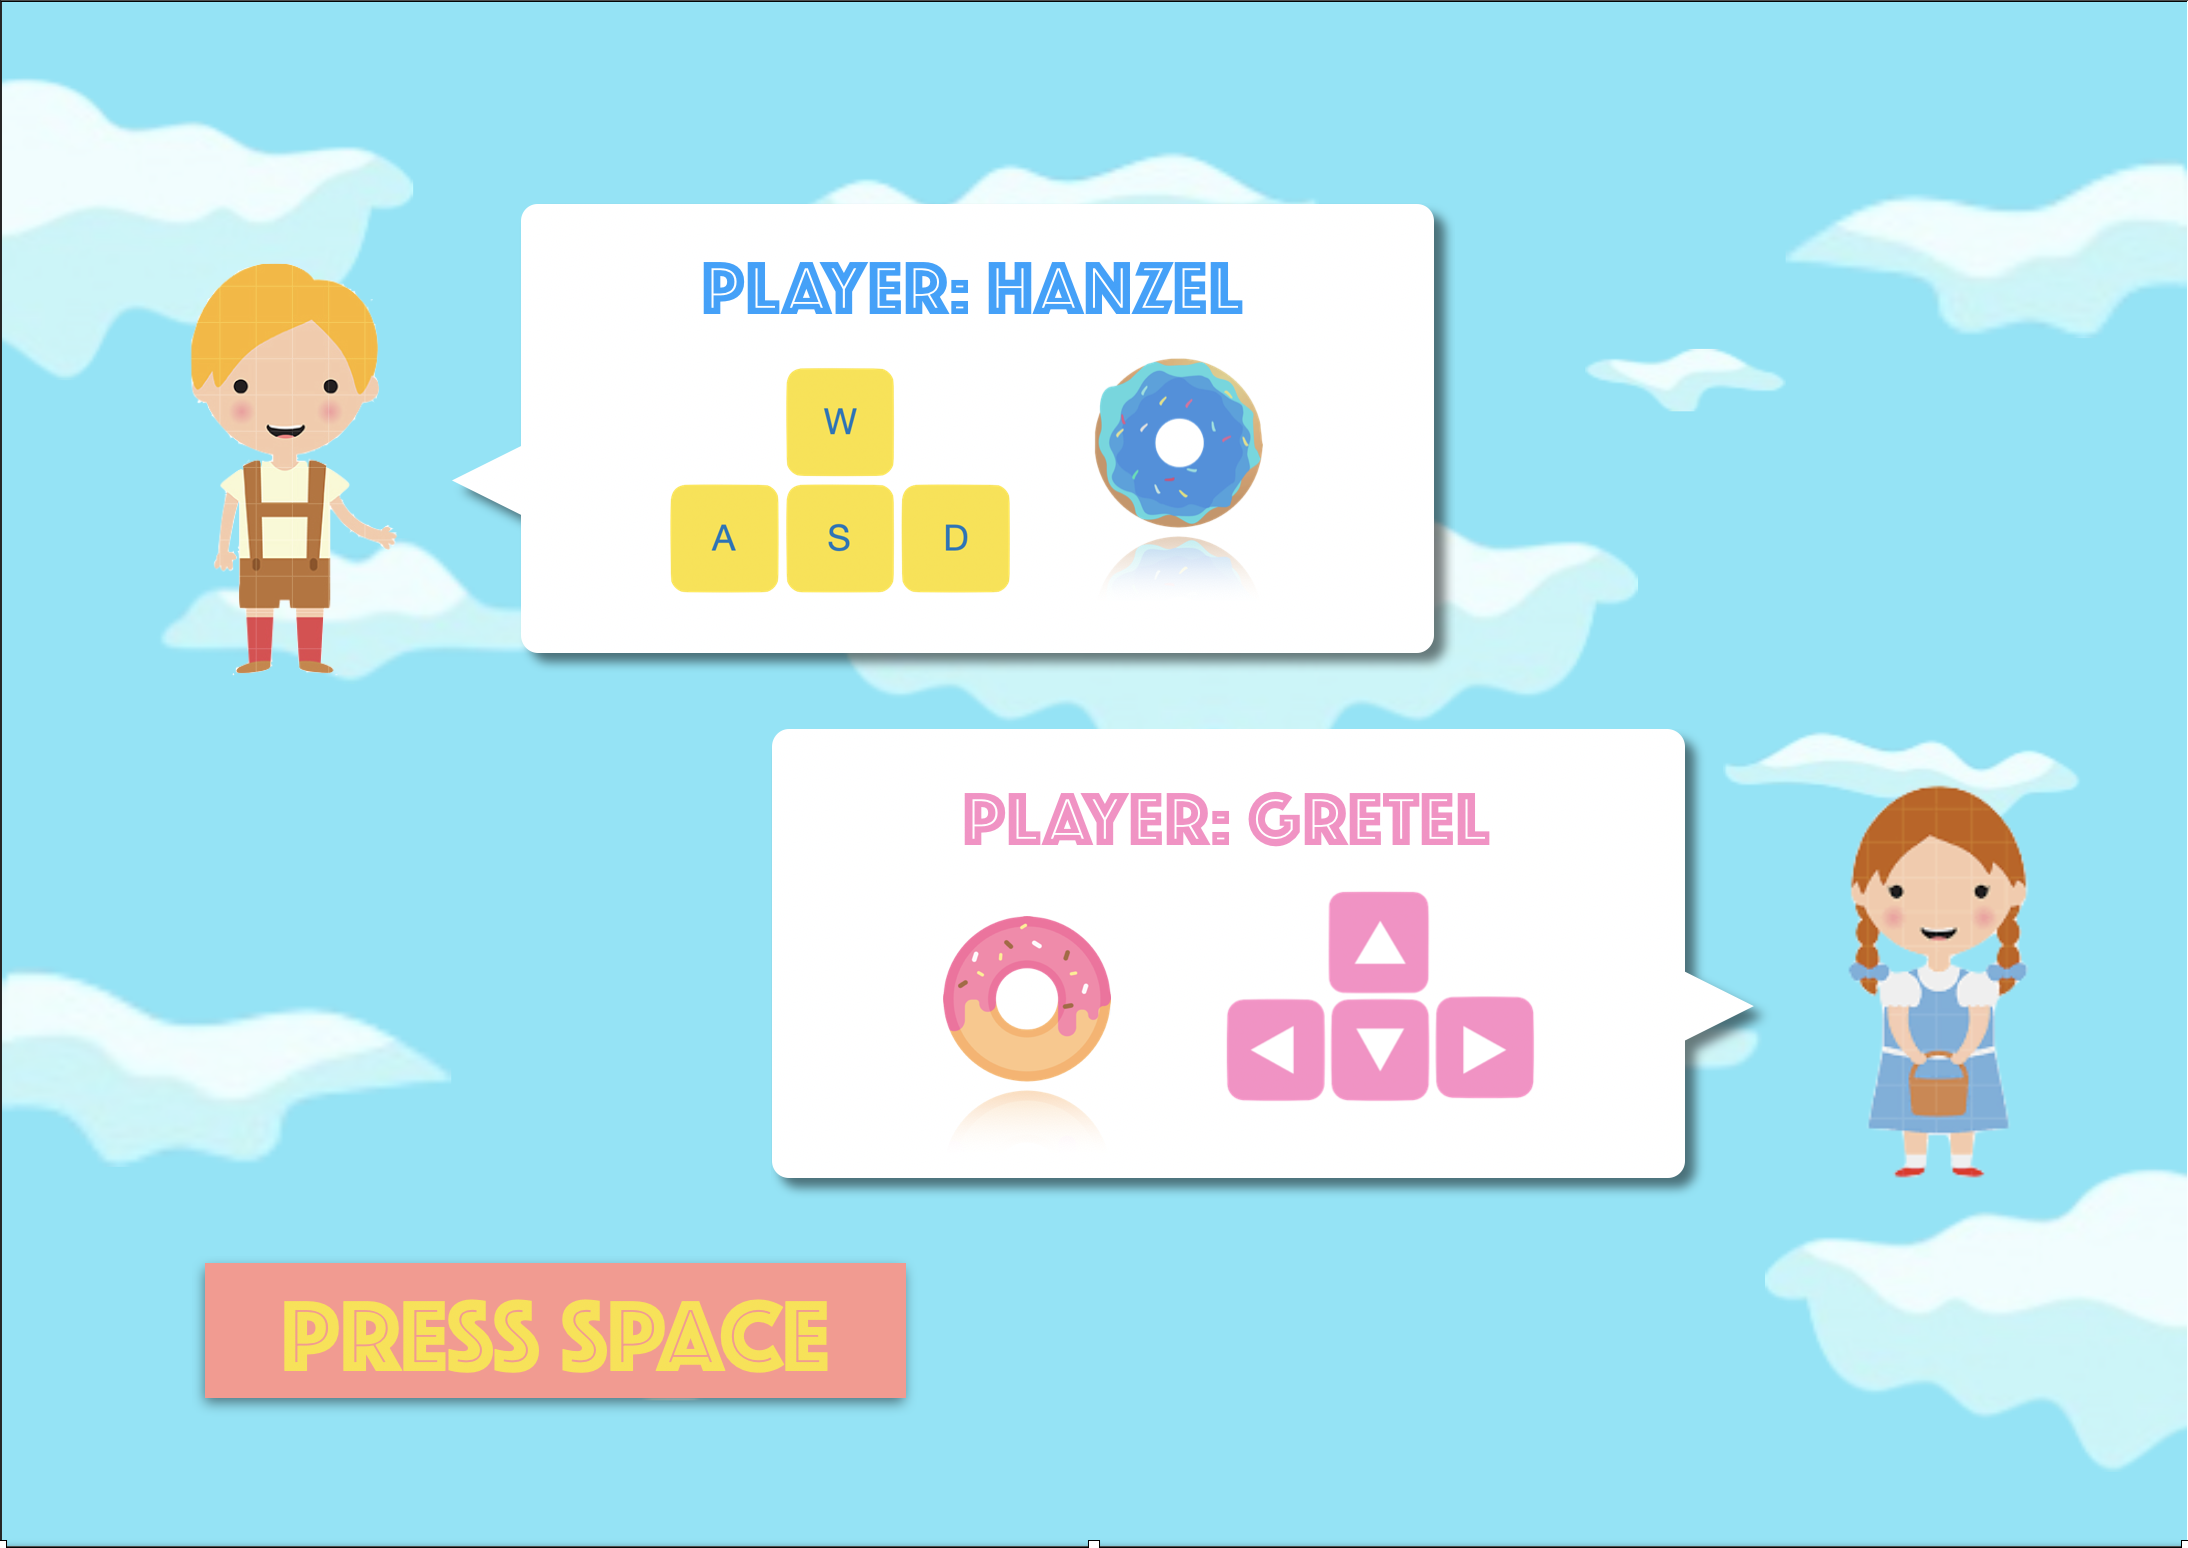 PLAYER: HANZEL
W
A S D
PLAYER: GRETEL
PRESS SPACE